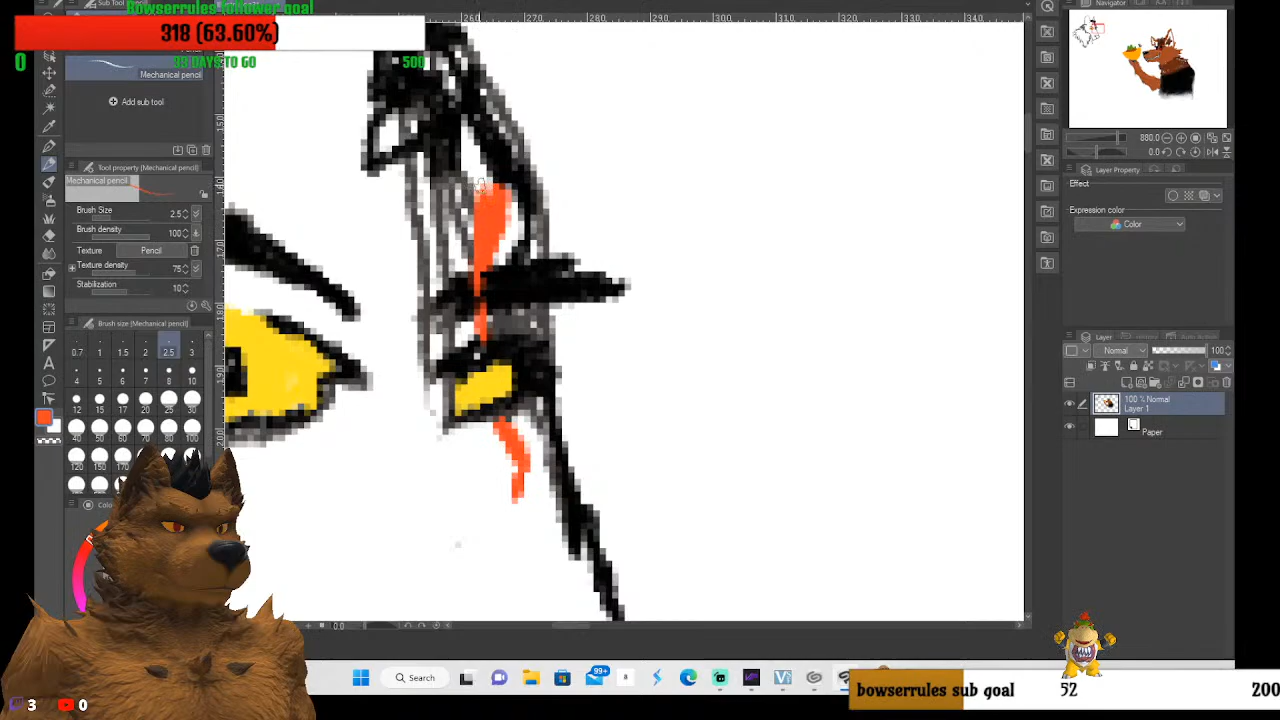 Bowserrules follower goal
318 (63.60%)
0
33 DAYS TO GO
500
Sub Tool
Mechanical pencil
Add sub tool
Tool property (Mechanical pencil)
Mechanical pencil
Brush Size 2.5
Brush density 100
Texture Pencil
Texture density 75
Stabilization 10
Brush size (Mechanical pencil)
0.7 1 1.5 2 2.5 3
4 5 6 7 8 10
12 15 17 20 25 30
40 50 60 70 80 100
120 150 170
260 270 280 290 300 310 320 330 340
Navigator
880.0
0.0
Layer Property
Effect
Expression color
Color
Layer
Normal 100
100 % Normal
Layer 1
Paper
Search
99+
bowserrules sub goal 52 200
3 0